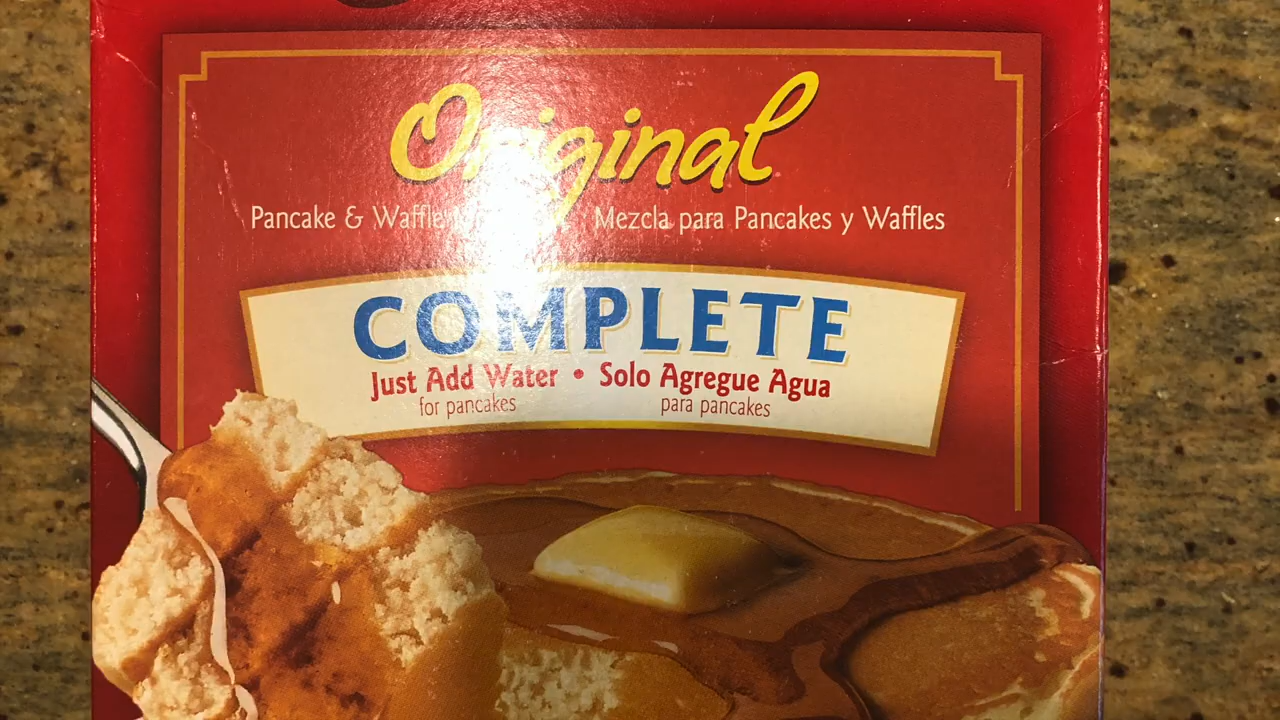 Original
Pancake & Waffle Mezcla para Pancakes y Waffles
COMPLETE
Just Add Water • Solo Agregue Agua
for pancakes para pancakes